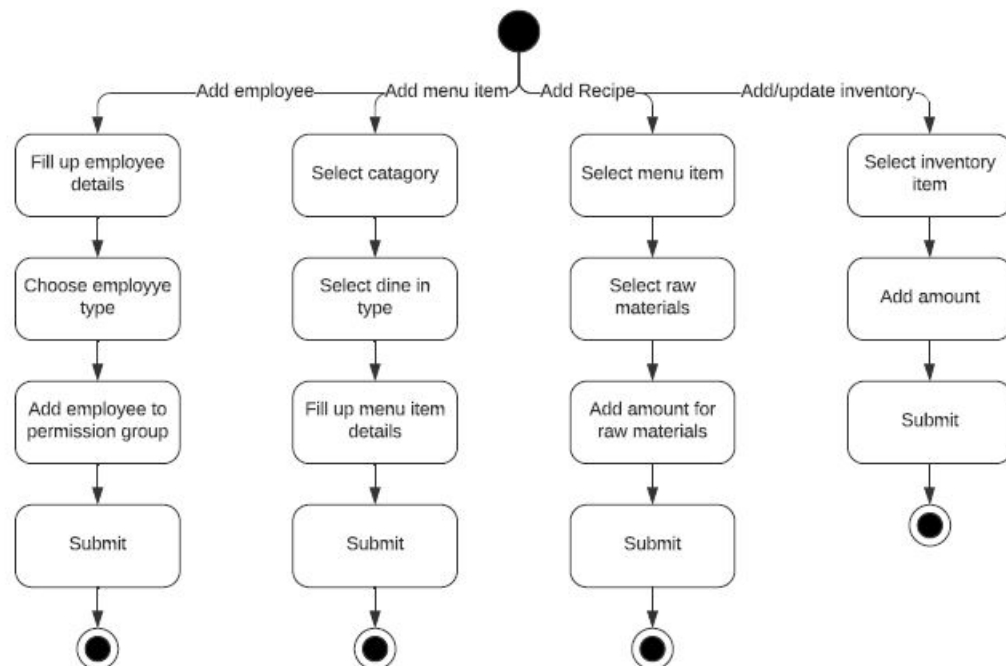 Add employee
Add menu item
Add Recipe
Add/update inventory
Fill up employee
details
Select catagory
Select menu item
Select inventory
item
Choose employye
type
Select dine in
type
Select raw
materials
Add amount
Add employee to
permission group
Fill up menu item
details
Add amount for
raw materials
Submit
Submit
Submit
Submit